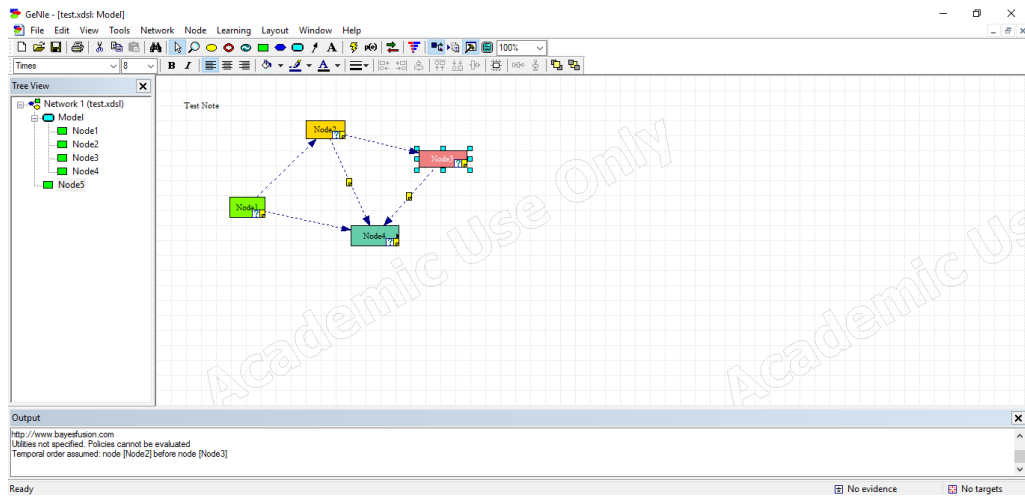 GeNIe - [test.xdsl: Model]
File Edit View Tools Network Node Learning Layout Window Help
100%
Times 8 B I A
Tree View
Network 1 (test.xdsl)
Model
Node1
Node2
Node3
Node4
Node5
Test Note
Node2
Node3
Node1
Node4
Academic Use Only
Academic Us
Output
http://www.bayesfusion.com
Utilities not specified. Policies cannot be evaluated
Temporal order assumed: node [Node2] before node [Node3]
Ready No evidence No targets